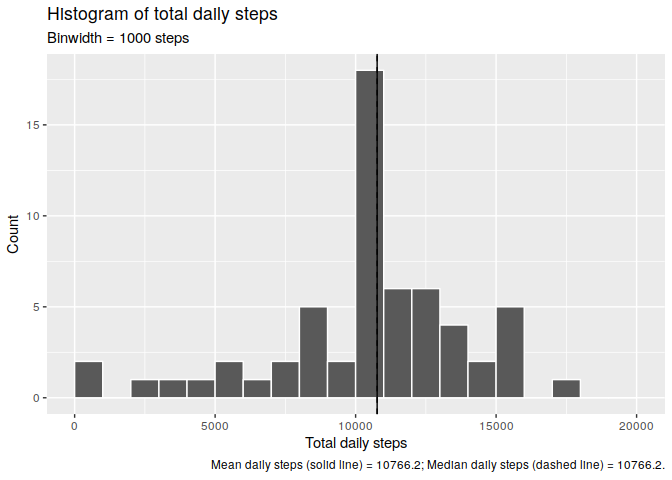 Histogram of total daily steps
Binwidth = 1000 steps
Count
15
10
5
0
0 5000 10000 15000 20000
Total daily steps
Mean daily steps (solid line) = 10766.2; Median daily steps (dashed line) = 10766.2.